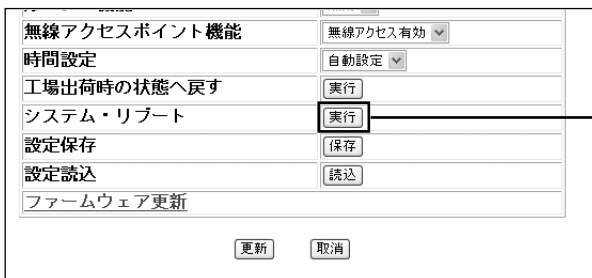 無線アクセスポイント機能 無線アクセス有効
時間設定 自動設定
工場出荷時の状態へ戻す 実行
システム・リブート 実行
設定保存 保存
設定読込 読込
ファームウェア更新
更新 取消